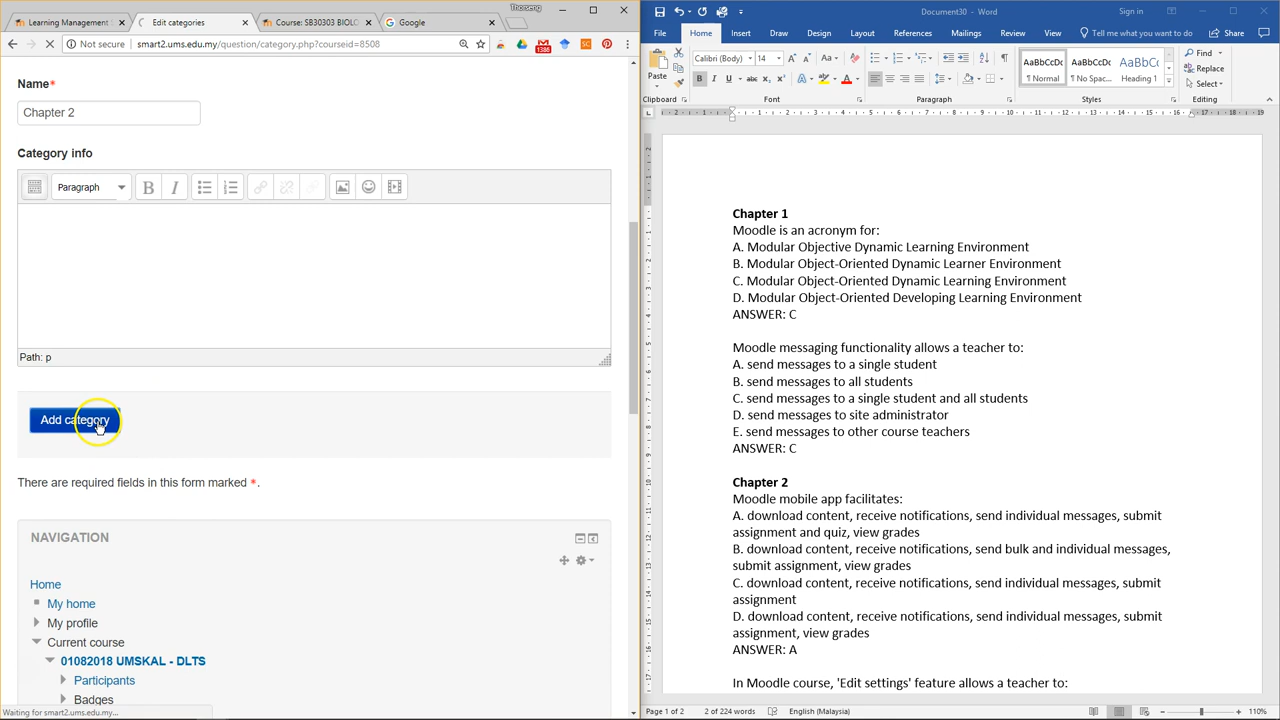 Thorseng
Learning Management
Edit categories
Course: SB30303 BIOLO
Google
Not secure
smart2.ums.edu.my/question/category.php?courseid=8508
1386
Name*
Chapter 2
Category info
Paragraph
B
I
Path: p
Add category
There are required fields in this form marked *.
NAVIGATION
Home
My home
My profile
Current course
01082018 UMSKAL - DLTS
Participants
Badges
Waiting for smart2.ums.edu.my...
Document30 - Word
Sign in
File Home Insert Draw Design Layout References Mailings Review View Tell me what you want to do Share
Paste
Calibri (Body) 14
Find
Replace
Select
AaBbCcDc AaBbCcDc AaBbCc
¶ Normal ¶ No Spac... Heading 1
Clipboard Font Paragraph Styles Editing
Chapter 1
Moodle is an acronym for:
A. Modular Objective Dynamic Learning Environment
B. Modular Object-Oriented Dynamic Learner Environment
C. Modular Object-Oriented Dynamic Learning Environment
D. Modular Object-Oriented Developing Learning Environment
ANSWER: C
Moodle messaging functionality allows a teacher to:
A. send messages to a single student
B. send messages to all students
C. send messages to a single student and all students
D. send messages to site administrator
E. send messages to other course teachers
ANSWER: C
Chapter 2
Moodle mobile app facilitates:
A. download content, receive notifications, send individual messages, submit
assignment and quiz, view grades
B. download content, receive notifications, send bulk and individual messages,
submit assignment, view grades
C. download content, receive notifications, send individual messages, submit
assignment
D. download content, receive notifications, send individual messages, submit
assignment, view grades
ANSWER: A
In Moodle course, 'Edit settings' feature allows a teacher to:
Page 1 of 2 2 of 224 words English (Malaysia) 110%